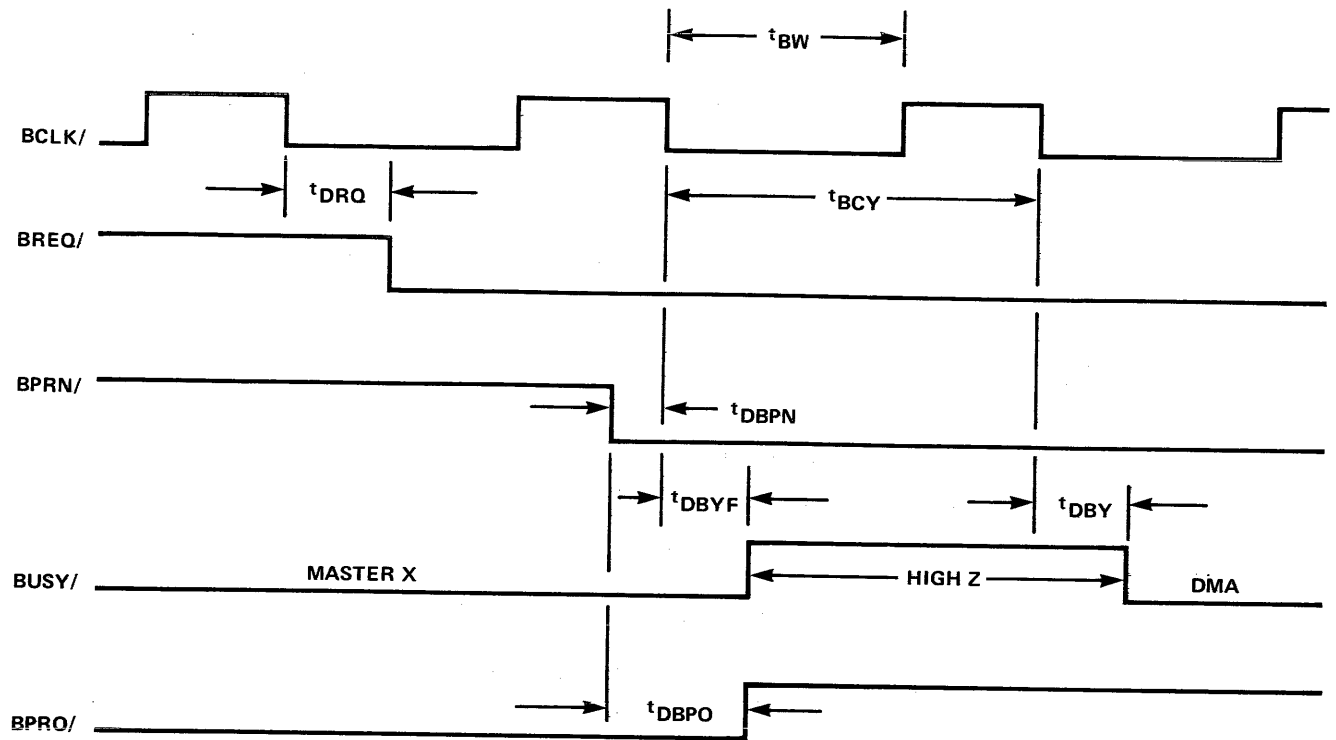 tBW
BCLK/
tDRQ
tBCY
BREQ/
BPRN/
tDBPN
tDBYF
tDBY
BUSY/
MASTER X
HIGH Z
DMA
tDBPO
BPRO/